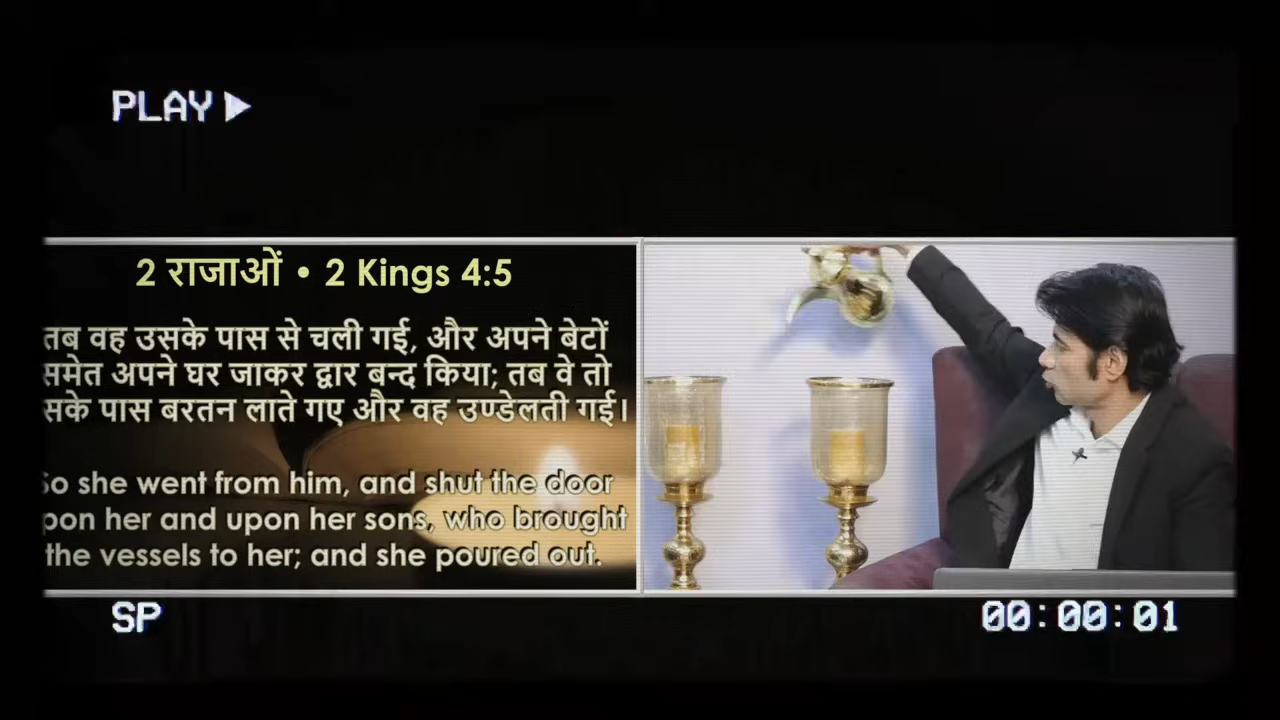 PLAY
2 राजाओं • 2 Kings 4:5
तब वह उसके पास से चली गई, और अपने बेटों
समेत अपने घर जाकर द्वार बन्द किया; तब वे तो
सके पास बरतन लाते गए और वह उण्डेलती गई।
So she went from him, and shut the door
pon her and upon her sons, who brought
the vessels to her; and she poured out.
SP
00:00:01